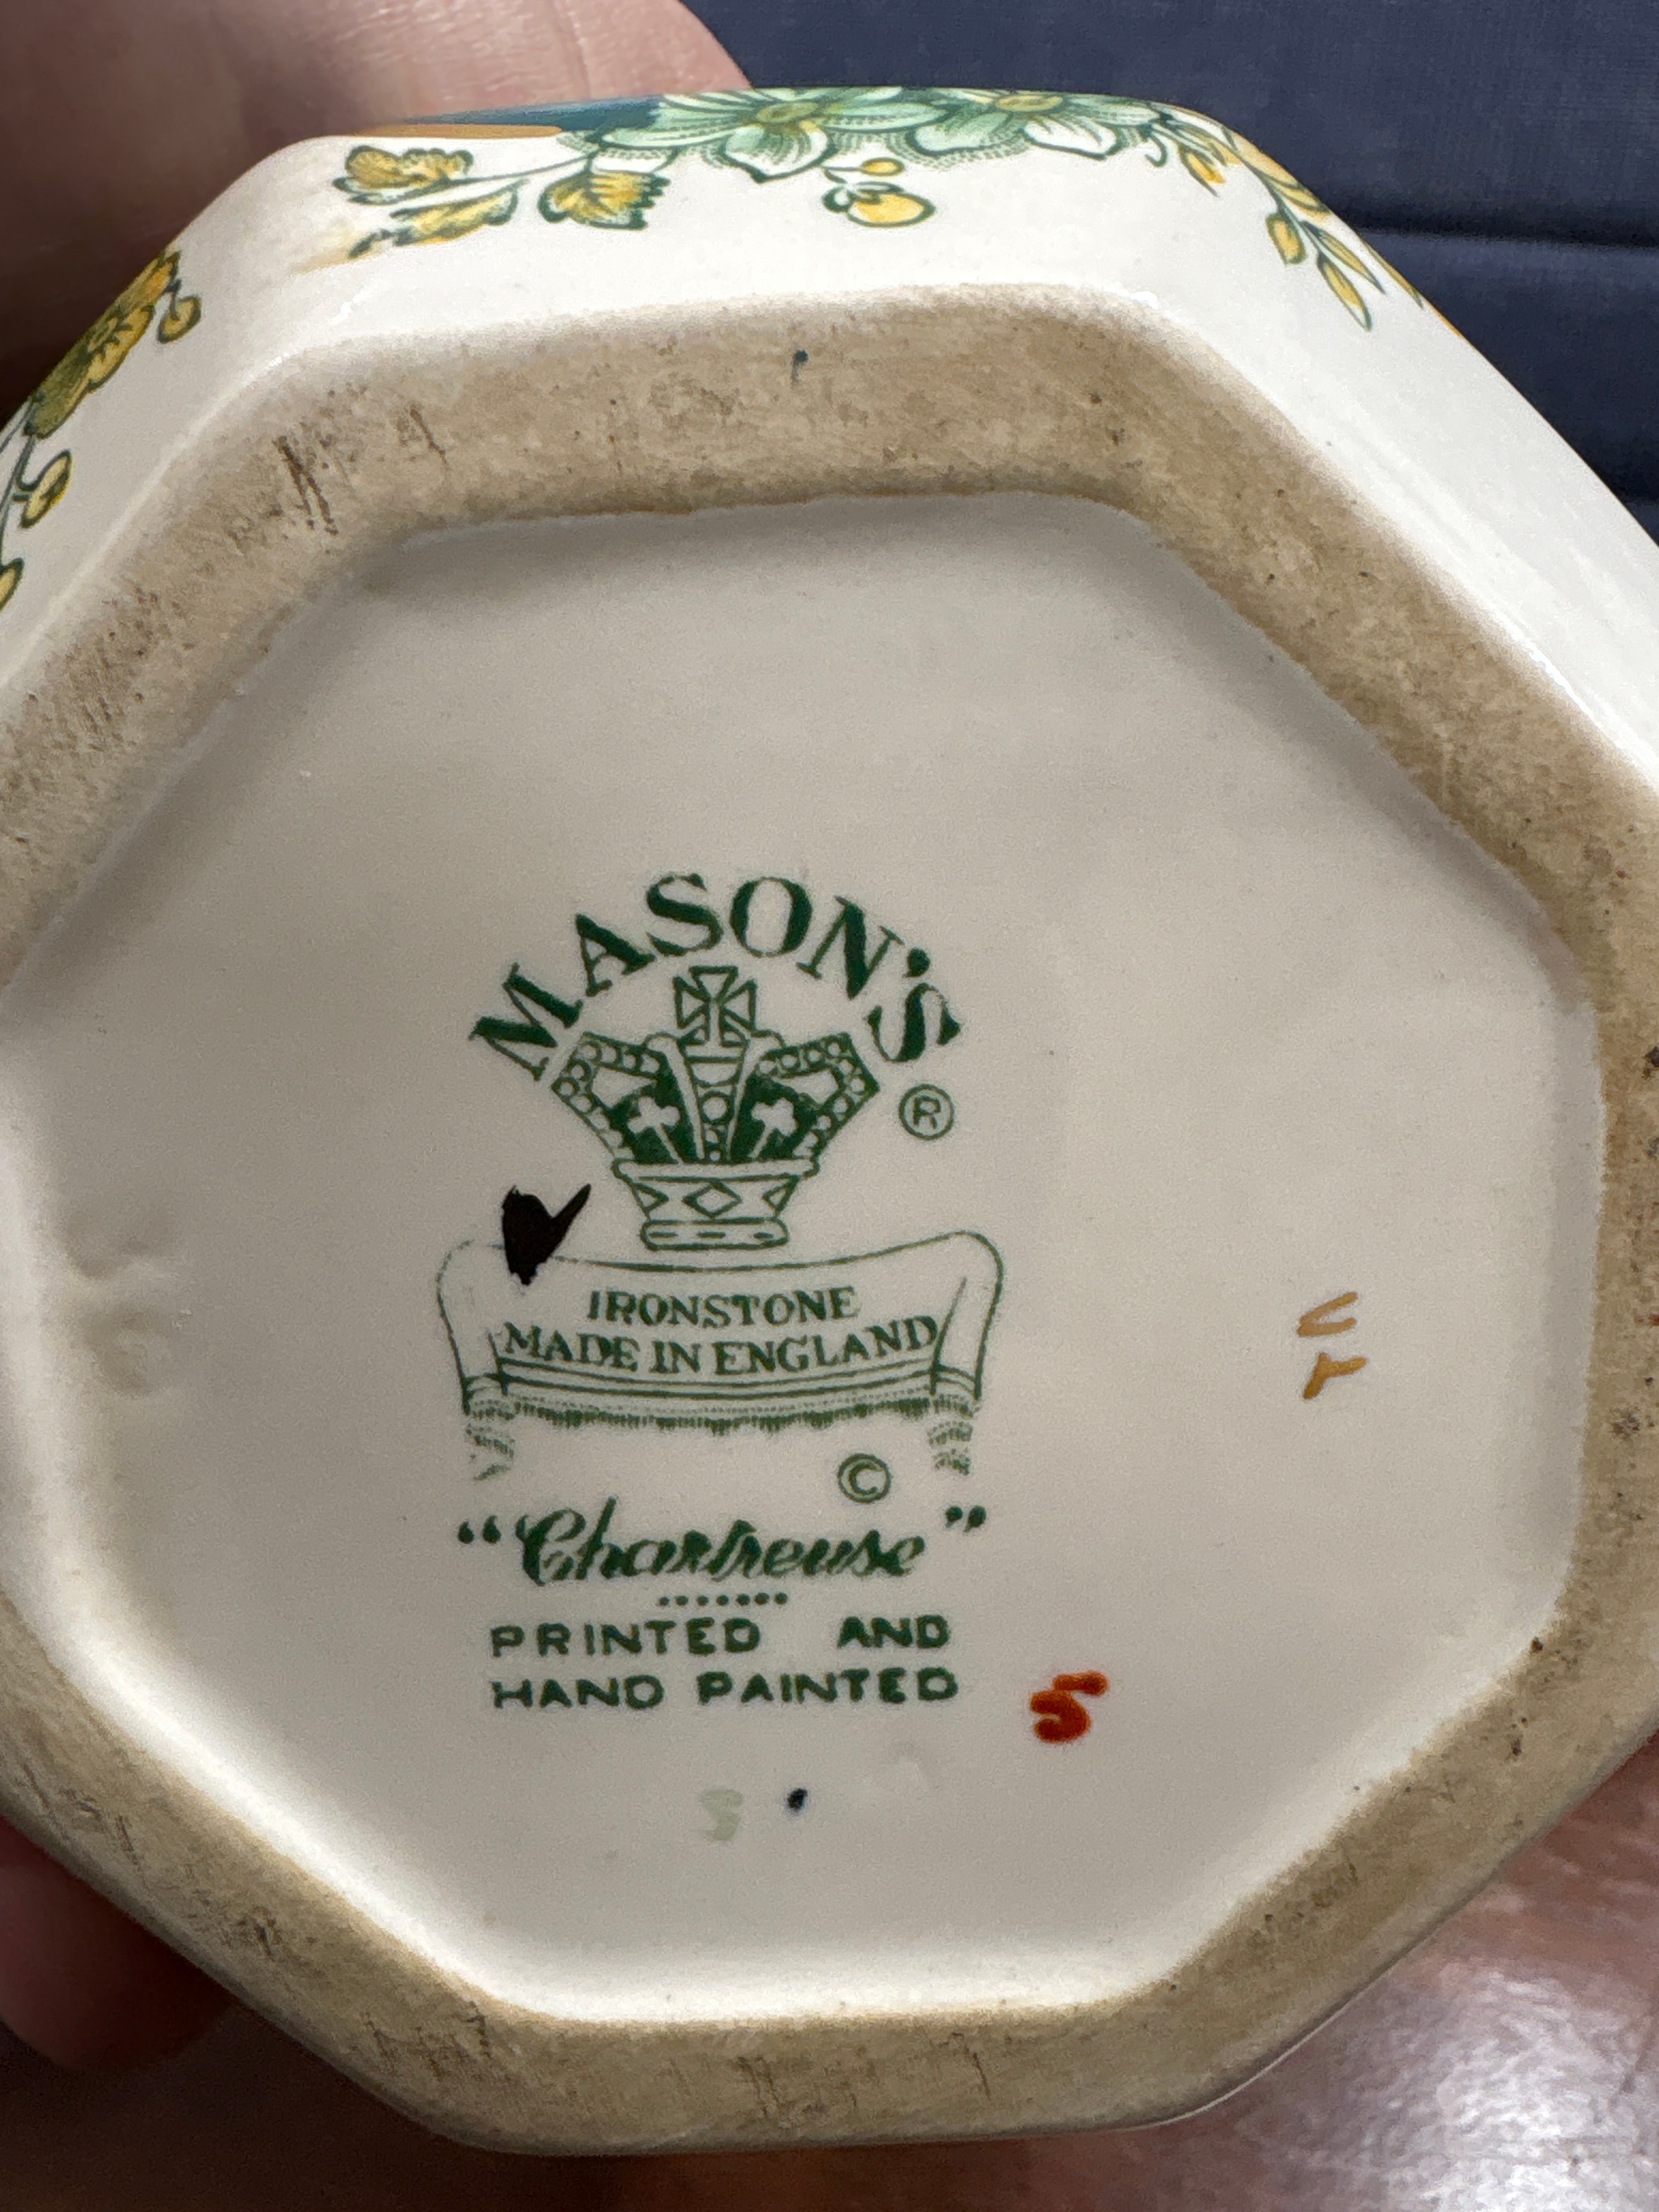 MASON'S
®
IRONSTONE
MADE IN ENGLAND
©
"Chartreuse"
PRINTED AND
HAND PAINTED
5